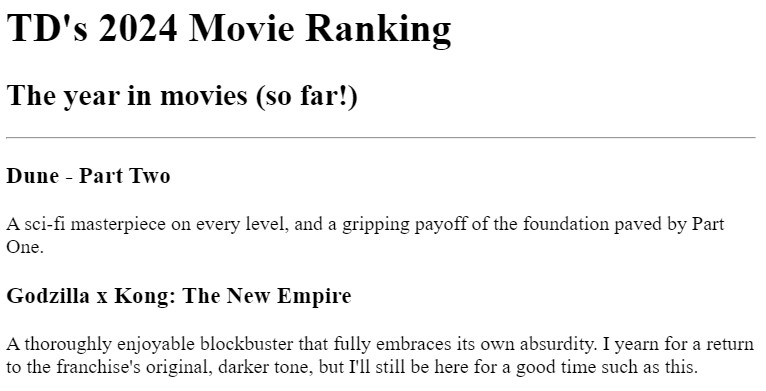 TD's 2024 Movie Ranking
The year in movies (so far!)
Dune - Part Two
A sci-fi masterpiece on every level, and a gripping payoff of the foundation paved by Part
One.
Godzilla x Kong: The New Empire
A thoroughly enjoyable blockbuster that fully embraces its own absurdity. I yearn for a return
to the franchise's original, darker tone, but I'll still be here for a good time such as this.